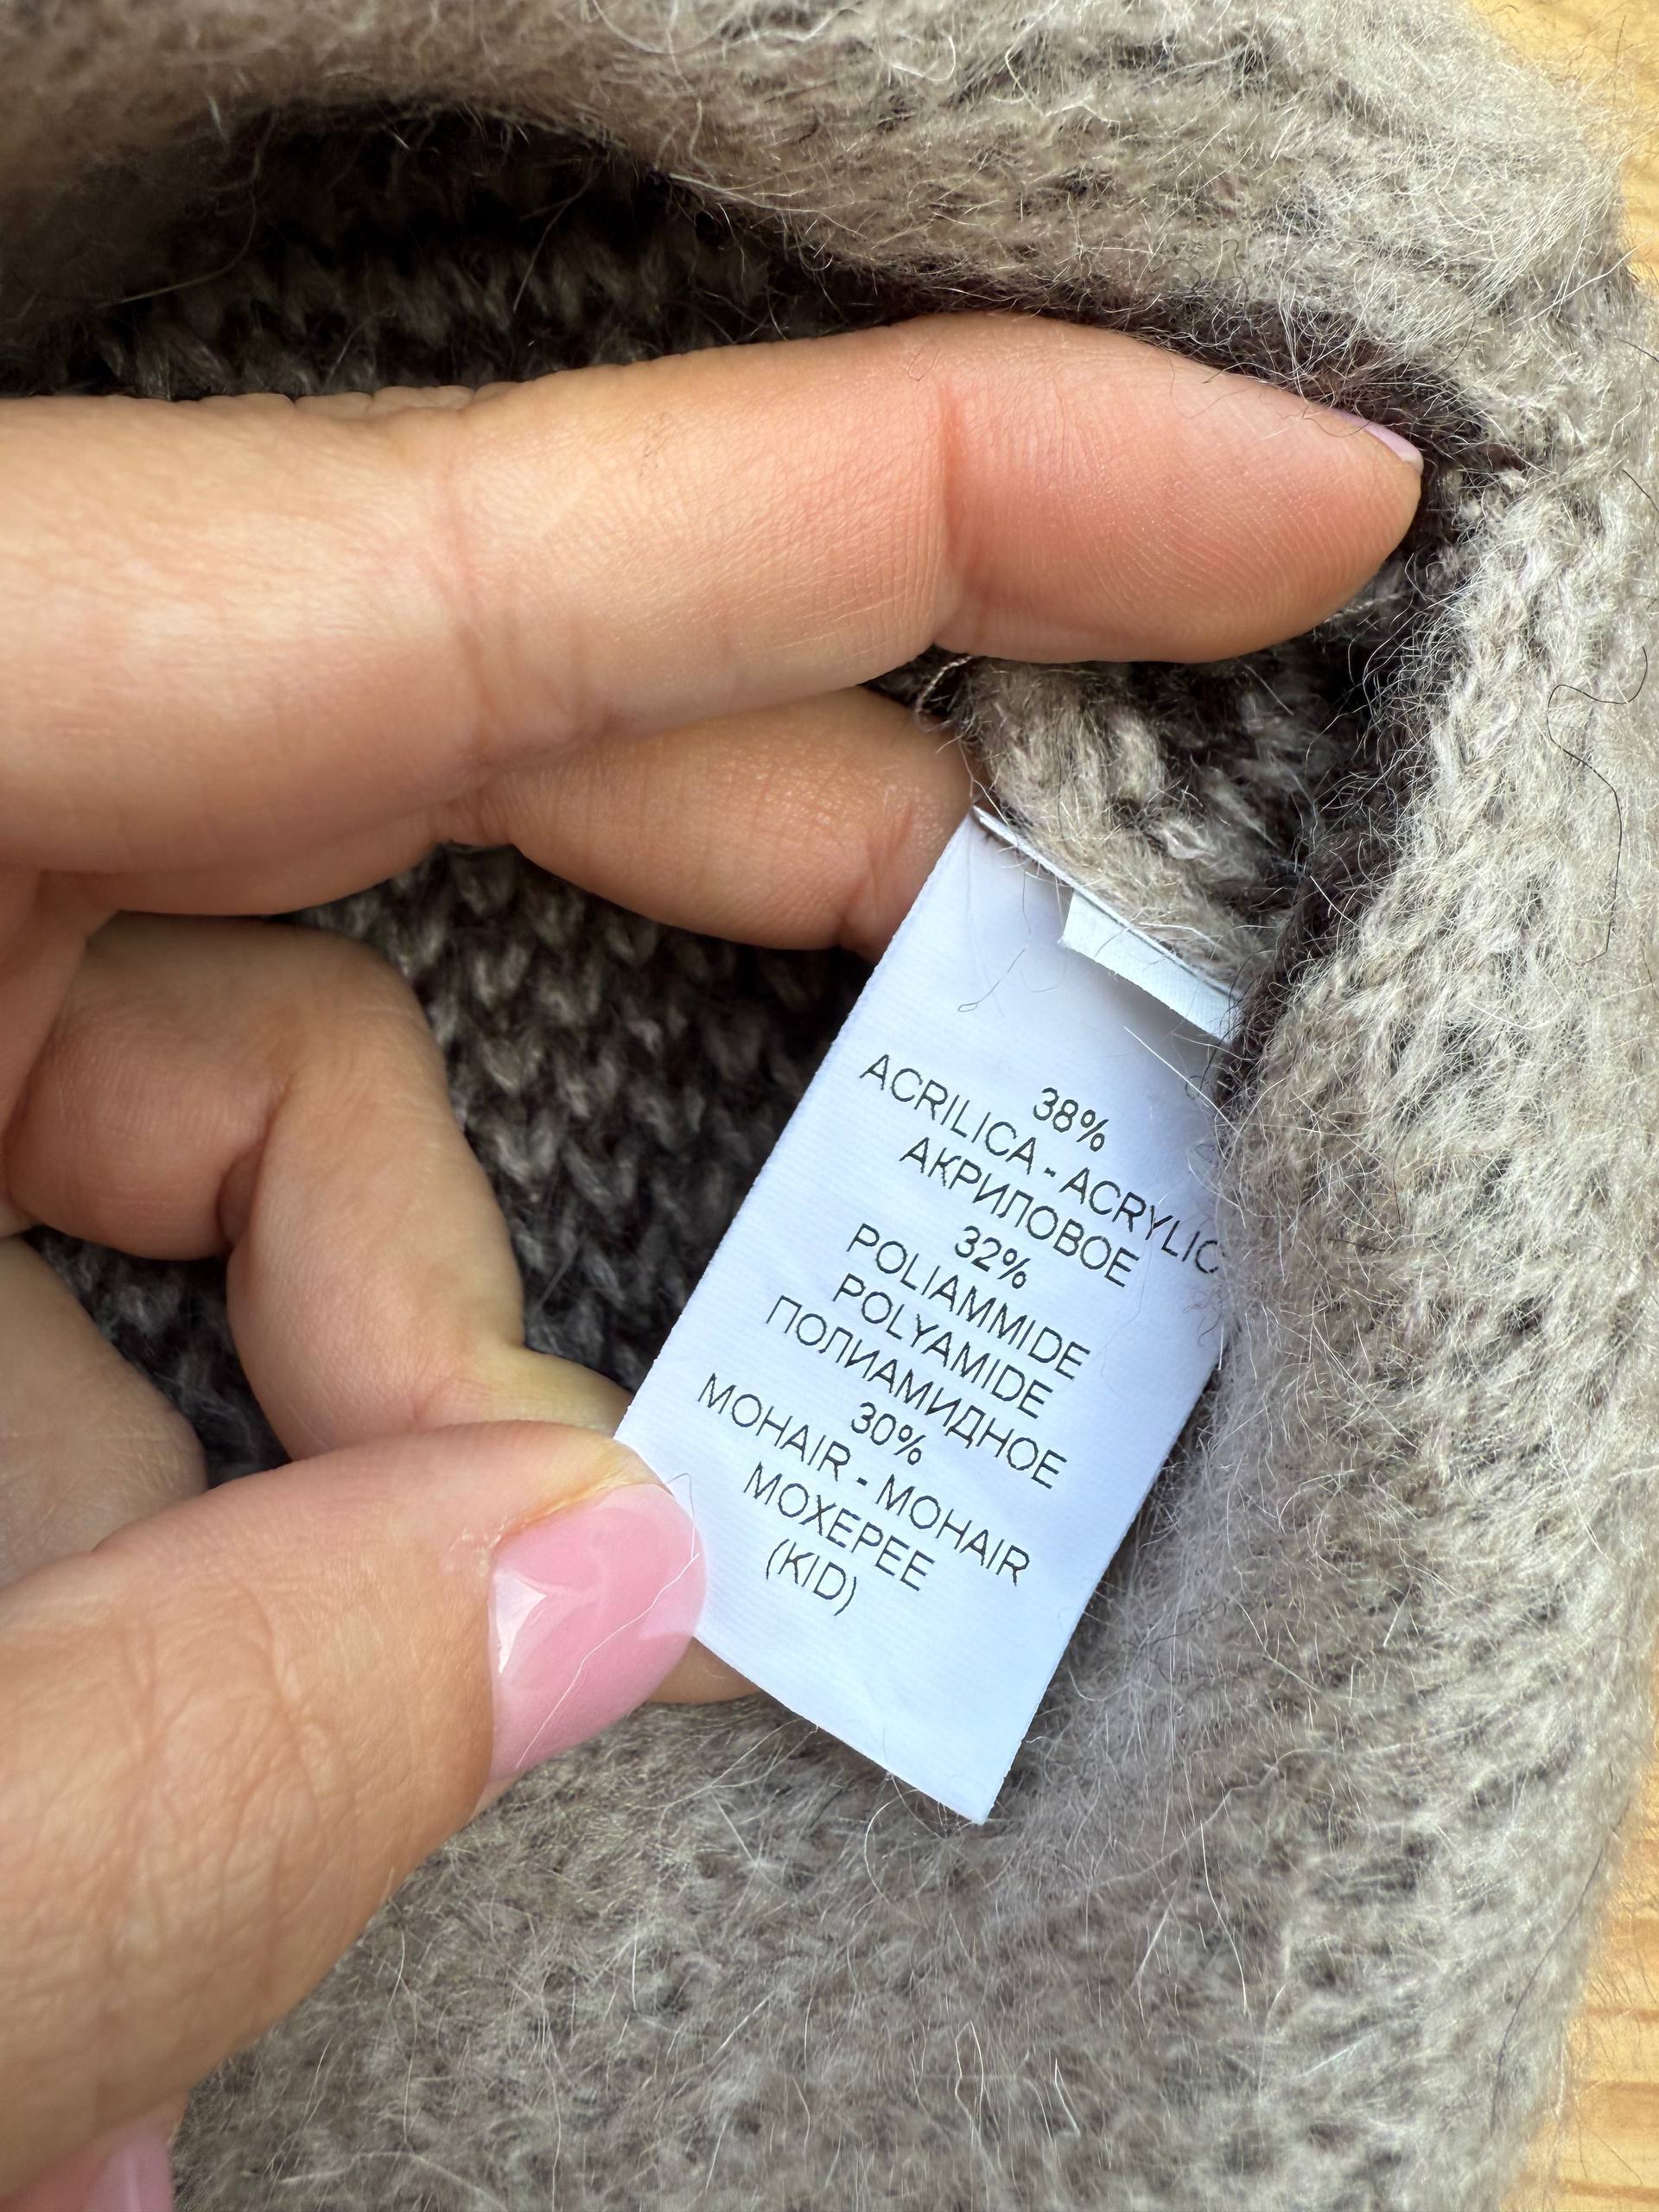 38%
ACRILICA - ACRYLIC
АКРИЛОВОЕ
32%
POLIAMMIDE
POLYAMIDE
ПОЛИАМИДНОЕ
30%
MOHAIR - MOHAIR
МОХЕРЕЕ
(KID)